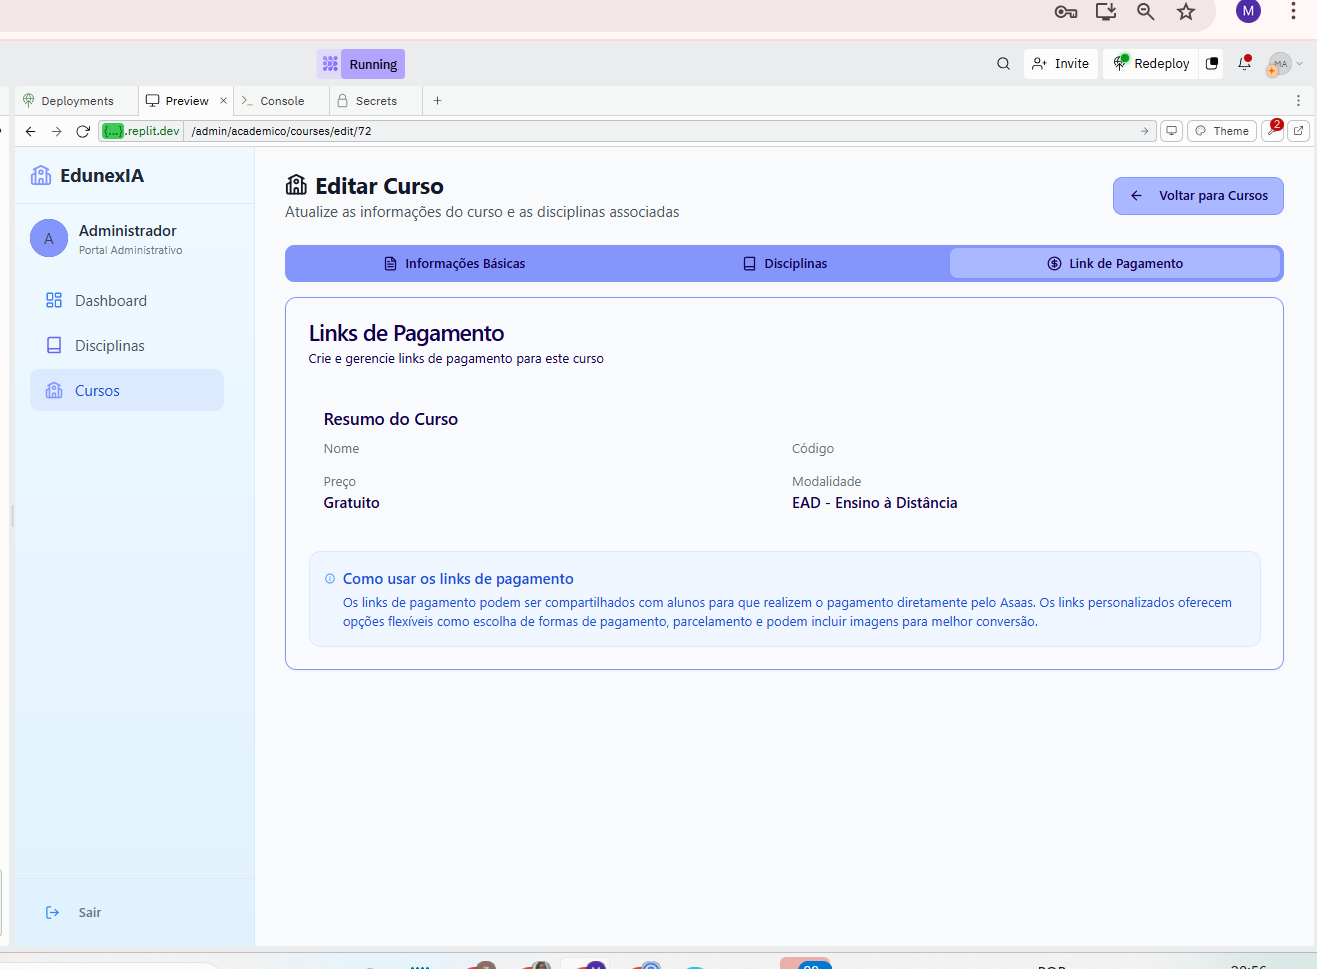 M
Running
Invite
Redeploy
MA
Deployments
Preview
Console
Secrets
{...}.replit.dev
/admin/academico/courses/edit/72
Theme
2
EdunexIA
A
Administrador
Portal Administrativo
Dashboard
Disciplinas
Cursos
Sair
Editar Curso
Atualize as informações do curso e as disciplinas associadas
Voltar para Cursos
Informações Básicas
Disciplinas
Link de Pagamento
Links de Pagamento
Crie e gerencie links de pagamento para este curso
Resumo do Curso
Nome
Código
Preço
Modalidade
Gratuito
EAD - Ensino à Distância
Como usar os links de pagamento
Os links de pagamento podem ser compartilhados com alunos para que realizem o pagamento diretamente pelo Asaas. Os links personalizados oferecem
opções flexíveis como escolha de formas de pagamento, parcelamento e podem incluir imagens para melhor conversão.